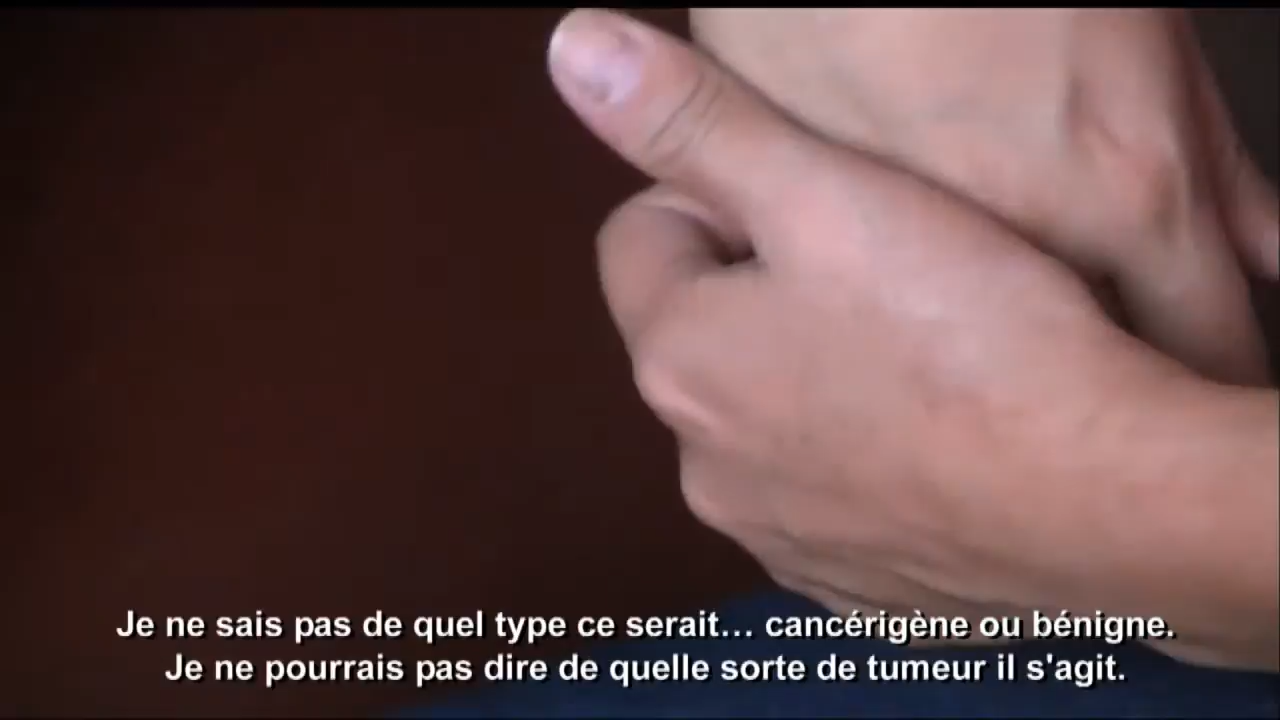 Je ne sais pas de quel type ce serait… cancérigène ou bénigne.
Je ne pourrais pas dire de quelle sorte de tumeur il s'agit.